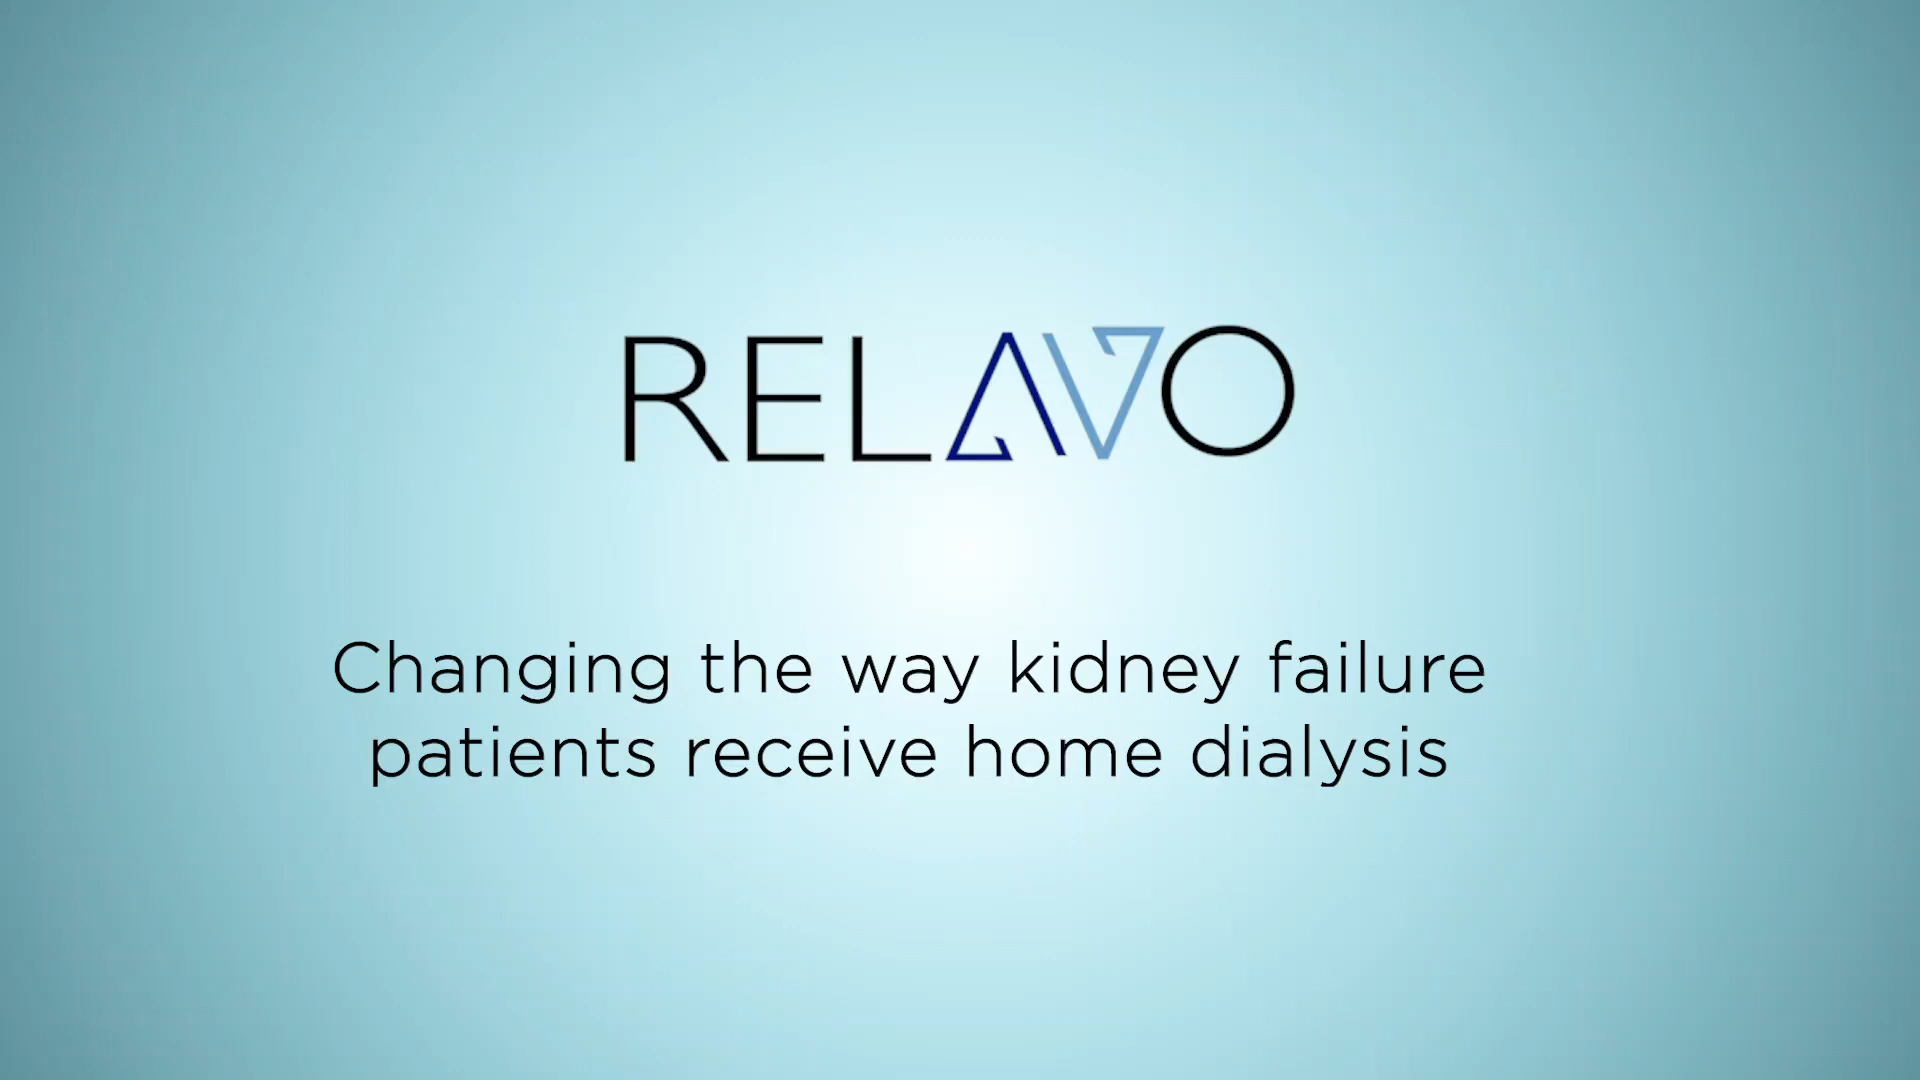 RELAVO
Changing the way kidney failure
patients receive home dialysis